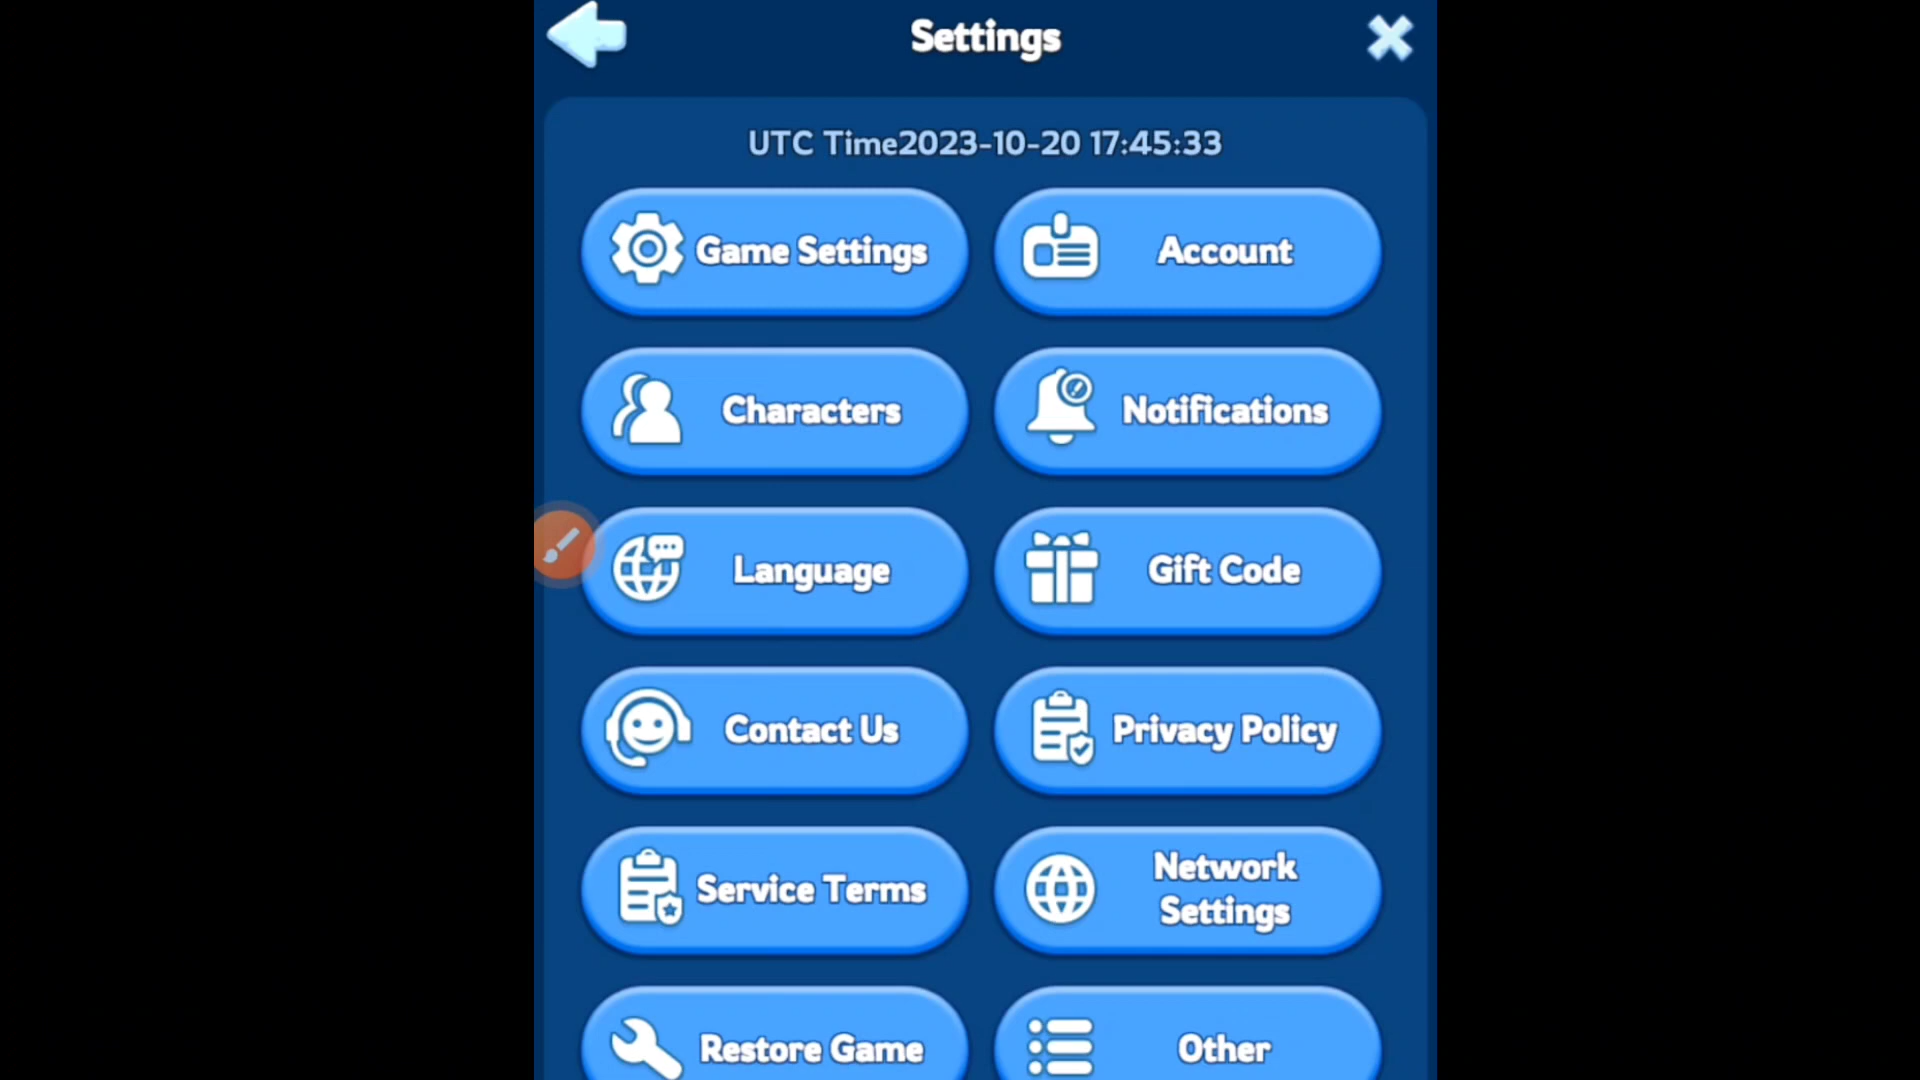 Settings
UTC Time2023-10-20 17:45:33
Game Settings
Account
Characters
Notifications
Language
Gift Code
Contact Us
Privacy Policy
Service Terms
Network
Settings
Restore Game
Other